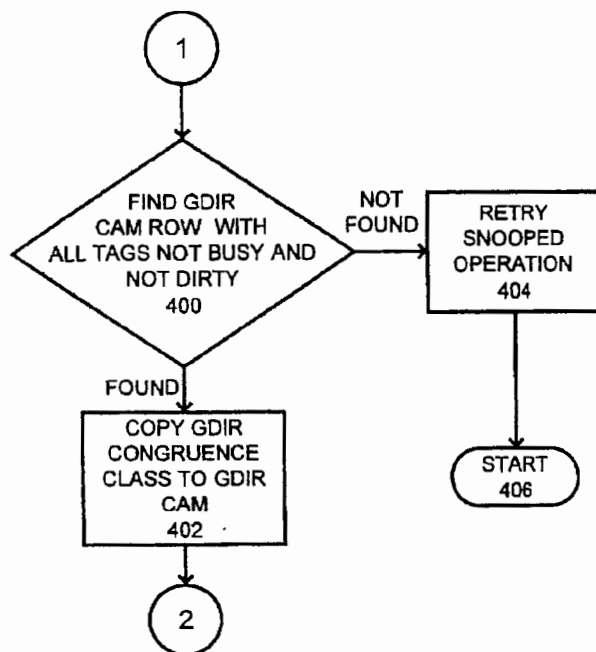 1
FIND GDIR
CAM ROW WITH
ALL TAGS NOT BUSY AND
NOT DIRTY
400
NOT
FOUND
RETRY
SNOOPED
OPERATION
404
FOUND
COPY GDIR
CONGRUENCE
CLASS TO GDIR
CAM
402
START
406
2